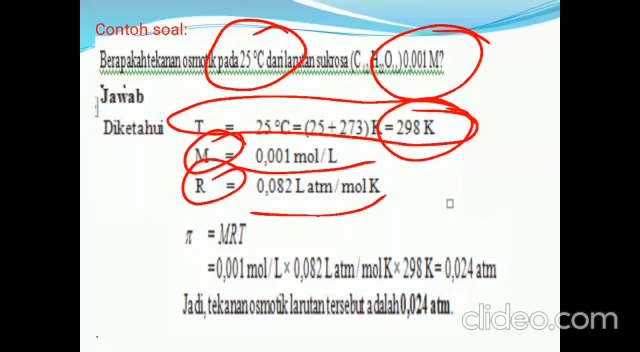 Contoh soal:
Berapakah tekanan osmotik pada 25 °C dari larutan sukrosa (C₁₂H₂₂O₁₁) 0,001 M?
Jawab
Diketahui T = 25 °C = (25 + 273) K = 298 K
M = 0,001 mol/L
R = 0,082 L atm/mol K
π = MRT
= 0,001 mol/L × 0,082 L atm/mol K × 298 K = 0,024 atm
Jadi, tekanan osmotik larutan tersebut adalah 0,024 atm.
clideo.com